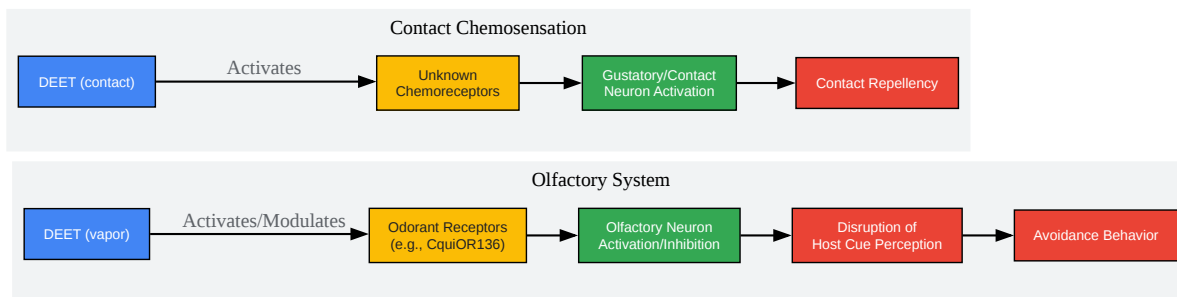 Contact Chemosensation
DEET (contact)
Activates
Unknown
Chemoreceptors
Gustatory/Contact
Neuron Activation
Contact Repellency
Olfactory System
DEET (vapor)
Activates/Modulates
Odorant Receptors
(e.g., CquiOR136)
Olfactory Neuron
Activation/Inhibition
Disruption of
Host Cue Perception
Avoidance Behavior